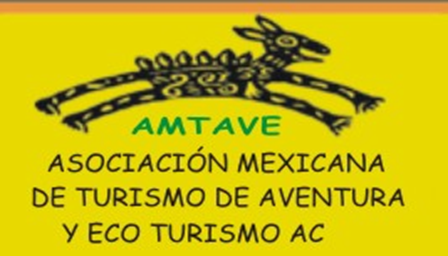 AMTAVE
ASOCIACIÓN MEXICANA
DE TURISMO DE AVENTURA
Y ECO TURISMO AC